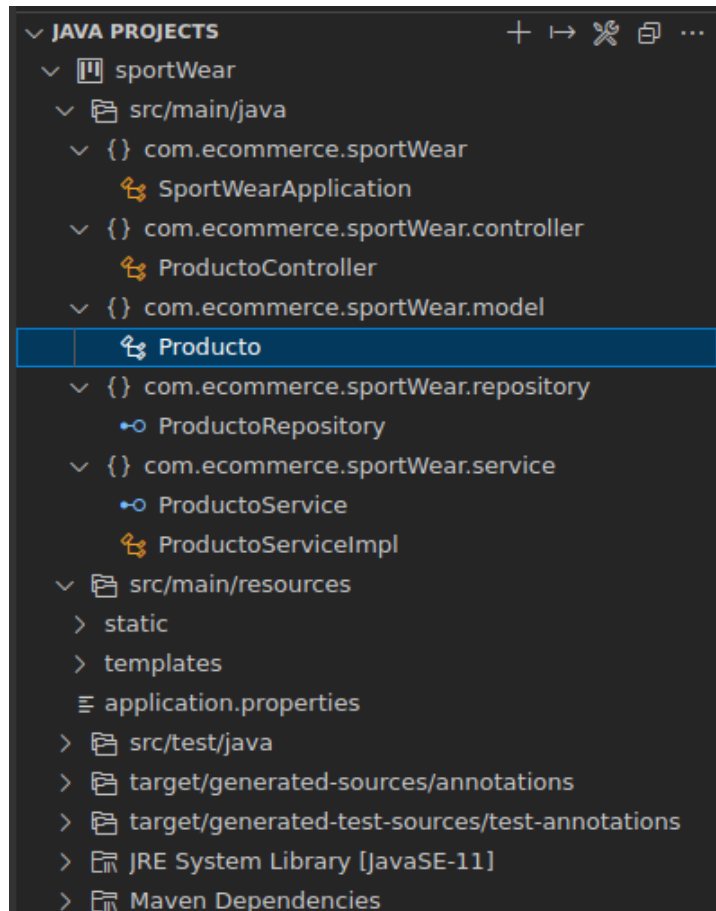 JAVA PROJECTS
sportWear
src/main/java
{} com.ecommerce.sportWear
SportWearApplication
{} com.ecommerce.sportWear.controller
ProductoController
{} com.ecommerce.sportWear.model
Producto
{} com.ecommerce.sportWear.repository
ProductoRepository
{} com.ecommerce.sportWear.service
ProductoService
ProductoServiceImpl
src/main/resources
static
templates
application.properties
src/test/java
target/generated-sources/annotations
target/generated-test-sources/test-annotations
JRE System Library [JavaSE-11]
Maven Dependencies